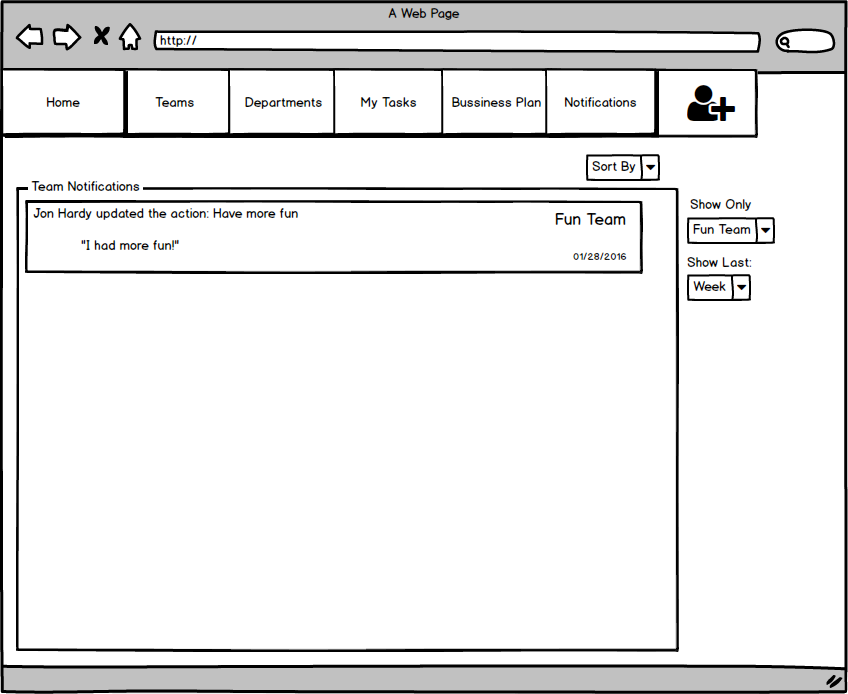 A Web Page
http://
Home Teams Departments My Tasks Bussiness Plan Notifications
Sort By
Team Notifications
Jon Hardy updated the action: Have more fun
Fun Team
"I had more fun!"
01/28/2016
Show Only
Fun Team
Show Last:
Week